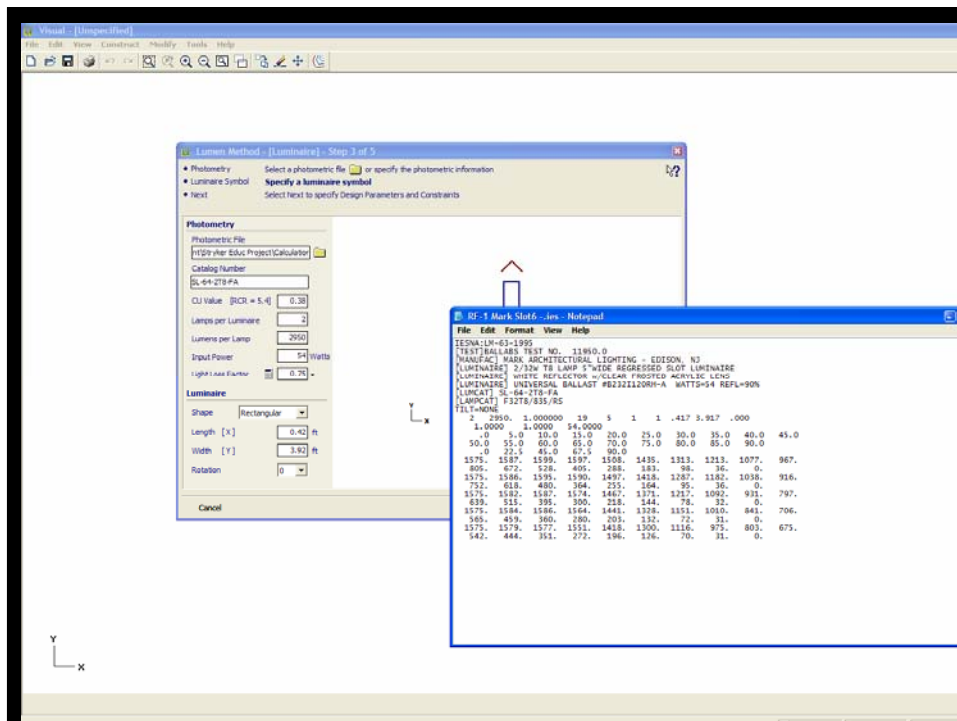 Visual - [Unspecified]
File Edit View Construct Modify Tools Help
Lumen Method - [Luminaire] - Step 3 of 5
• Photometry Select a photometric file or specify the photometric information
• Luminaire Symbol Specify a luminaire symbol
• Next Select Next to specify Design Parameters and Constraints
Photometry
Photometric File
nt\Stryker Educ Project\Calculation
Catalog Number
SL-64-2T8-FA
CU Value [RCR = 5.4] 0.38
Lamps per Luminaire 2
Lumens per Lamp 2950
Input Power 54 Watts
Light Loss Factor 0.75
Luminaire
Shape Rectangular
Length [X] 0.42 ft
Width [Y] 3.92 ft
Rotation 0
Cancel
Y
X
RF-1 Mark Slot6 -.ies - Notepad
File Edit Format View Help
IESNA:LM-63-1995
[TEST]BALLABS TEST NO. 11950.0
[MANUFAC] MARK ARCHITECTURAL LIGHTING - EDISON, NJ
[LUMINAIRE] 2/32W T8 LAMP 5"WIDE REGRESSED SLOT LUMINAIRE
[LUMINAIRE] WHITE REFLECTOR W/CLEAR FROSTED ACRYLIC LENS
[LUMINAIRE] UNIVERSAL BALLAST #B232I120RH-A WATTS=54 REFL=90%
[LUMCAT] SL-64-2T8-FA
[LAMPCAT] F32T8/835/RS
TILT=NONE
2 2950. 1.000000 19 5 1 1 .417 3.917 .000
1.0000 1.0000 54.0000
.0 5.0 10.0 15.0 20.0 25.0 30.0 35.0 40.0 45.0
50.0 55.0 60.0 65.0 70.0 75.0 80.0 85.0 90.0
.0 22.5 45.0 67.5 90.0
1575. 1587. 1599. 1597. 1508. 1435. 1313. 1213. 1077. 967.
805. 672. 528. 405. 288. 183. 98. 36. 0.
1575. 1586. 1595. 1590. 1497. 1418. 1287. 1182. 1038. 916.
752. 618. 480. 364. 255. 164. 95. 36. 0.
1575. 1582. 1587. 1574. 1467. 1371. 1217. 1092. 931. 797.
639. 515. 395. 300. 218. 144. 78. 32. 0.
1575. 1584. 1586. 1564. 1441. 1328. 1151. 1010. 841. 706.
565. 459. 360. 280. 203. 132. 72. 31. 0.
1575. 1579. 1577. 1551. 1418. 1300. 1116. 975. 803. 675.
542. 444. 351. 272. 196. 126. 70. 31. 0.
Y
X